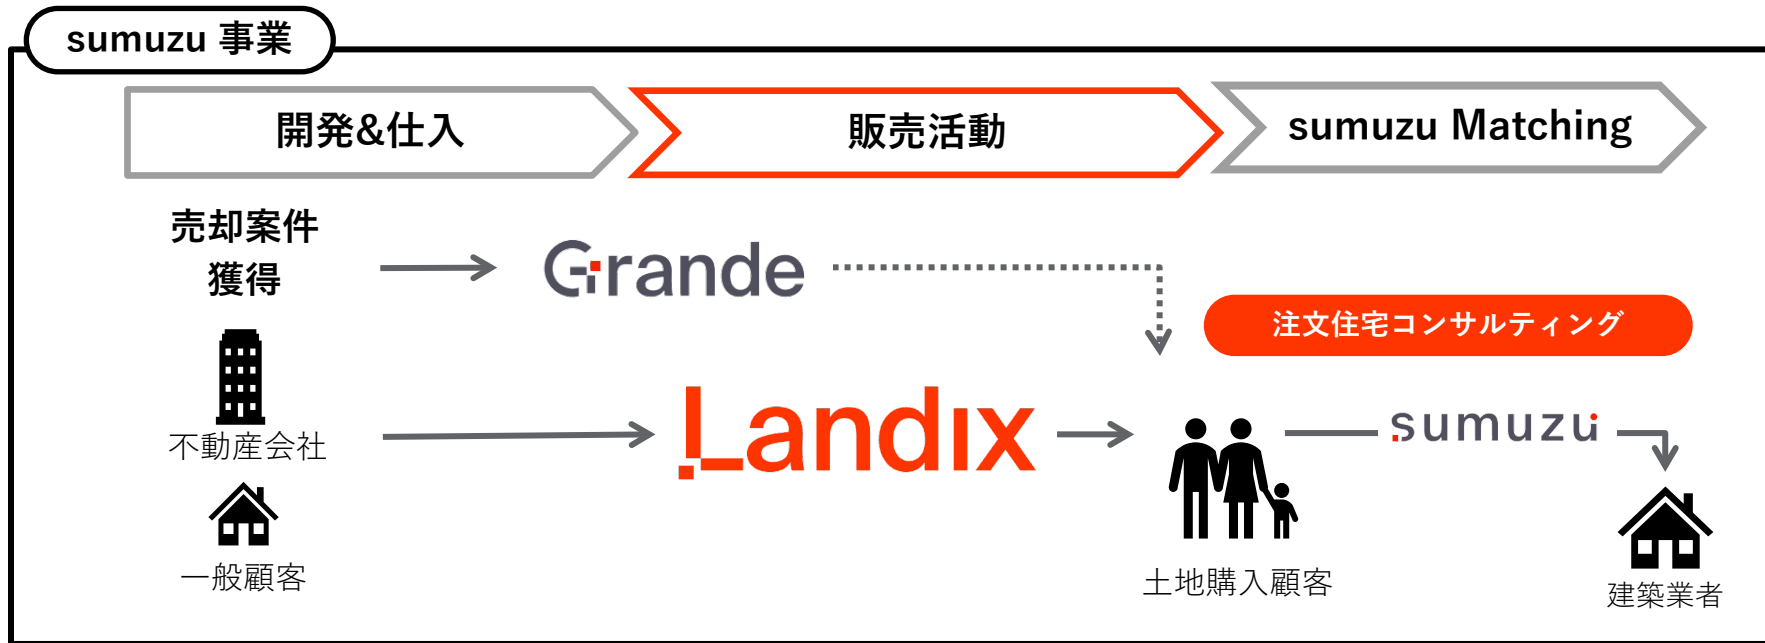 sumuzu 事業
開発&仕入
販売活動
sumuzu Matching
売却案件
獲得
Grande
注文住宅コンサルティング
Landix
sumuzu
不動産会社
一般顧客
土地購入顧客
建築業者